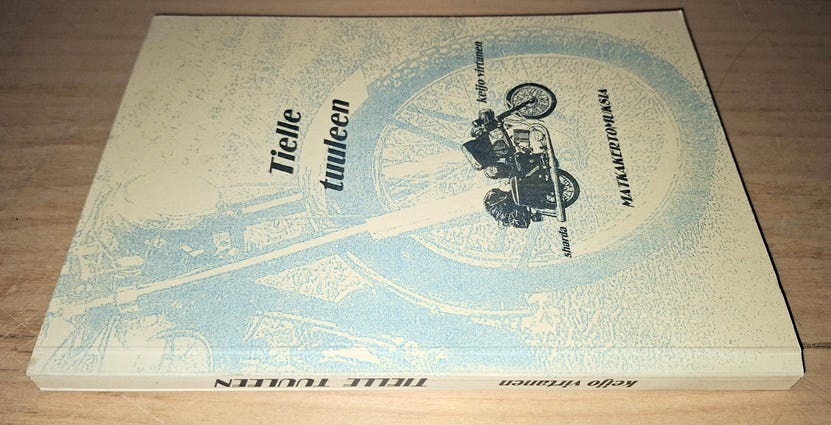 keijo virtanen
Tielle
tuuleen
sharda
MATKAKERTOMUKSIA
keijo virtanen
TIELLE TUULEEN